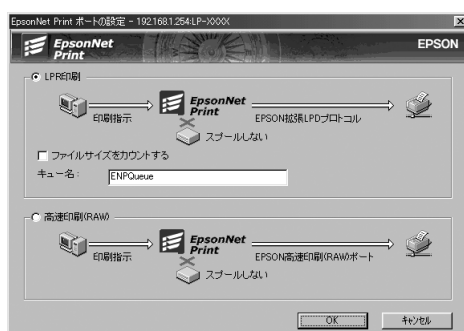 EpsonNet Print ポートの設定 - 192.168.1.254:LP-XXXX
EpsonNet
Print
EPSON
LPR印刷
印刷指示
EpsonNet
Print
EPSON拡張LPDプロトコル
スプールしない
ファイルサイズをカウントする
キュー名：
ENPQueue
高速印刷(RAW)
印刷指示
EpsonNet
Print
EPSON高速印刷(RAW)ポート
スプールしない
OK
キャンセル